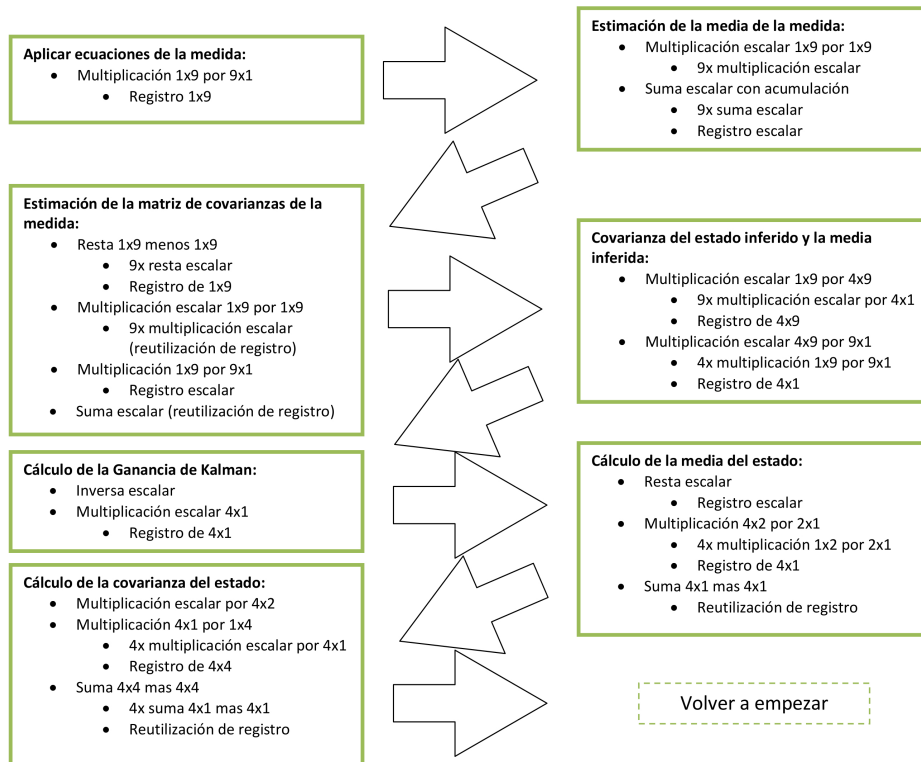 Aplicar ecuaciones de la medida:
• Multiplicación 1x9 por 9x1
• Registro 1x9
Estimación de la media de la medida:
• Multiplicación escalar 1x9 por 1x9
• 9x multiplicación escalar
• Suma escalar con acumulación
• 9x suma escalar
• Registro escalar
Estimación de la matriz de covarianzas de la
medida:
• Resta 1x9 menos 1x9
• 9x resta escalar
• Registro de 1x9
• Multiplicación escalar 1x9 por 1x9
• 9x multiplicación escalar
(reutilización de registro)
• Multiplicación 1x9 por 9x1
• Registro escalar
• Suma escalar (reutilización de registro)
Covarianza del estado inferido y la media
inferida:
• Multiplicación escalar 1x9 por 4x9
• 9x multiplicación escalar por 4x1
• Registro de 4x9
• Multiplicación escalar 4x9 por 9x1
• 4x multiplicación 1x9 por 9x1
• Registro de 4x1
Cálculo de la Ganancia de Kalman:
• Inversa escalar
• Multiplicación escalar 4x1
• Registro de 4x1
Cálculo de la media del estado:
• Resta escalar
• Registro escalar
• Multiplicación 4x2 por 2x1
• 4x multiplicación 1x2 por 2x1
• Registro de 4x1
• Suma 4x1 mas 4x1
• Reutilización de registro
Cálculo de la covarianza del estado:
• Multiplicación escalar por 4x2
• Multiplicación 4x1 por 1x4
• 4x multiplicación escalar por 4x1
• Registro de 4x4
• Suma 4x4 mas 4x4
• 4x suma 4x1 mas 4x1
• Reutilización de registro
Volver a empezar